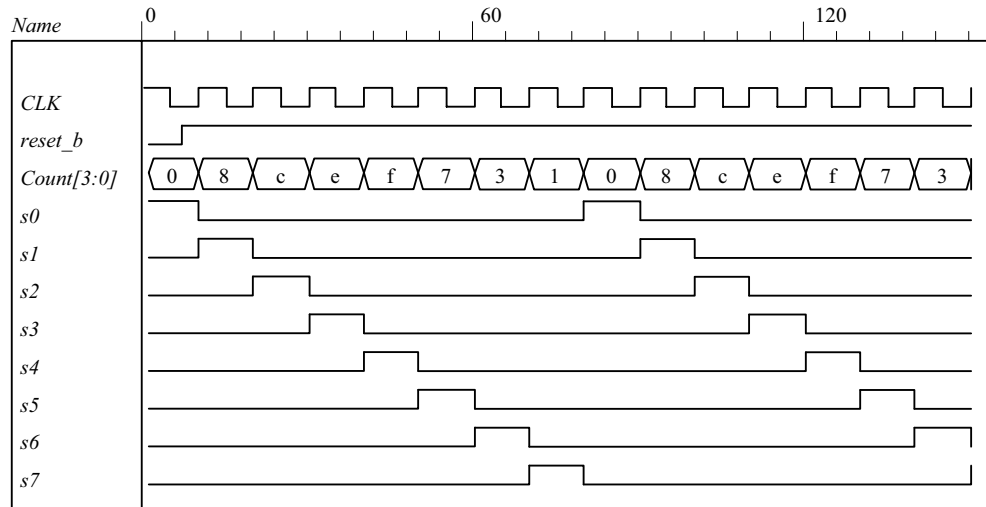 Name 0 60 120
CLK
reset_b
Count[3:0] 0 8 c e f 7 3 1 0 8 c e f 7 3
s0
s1
s2
s3
s4
s5
s6
s7